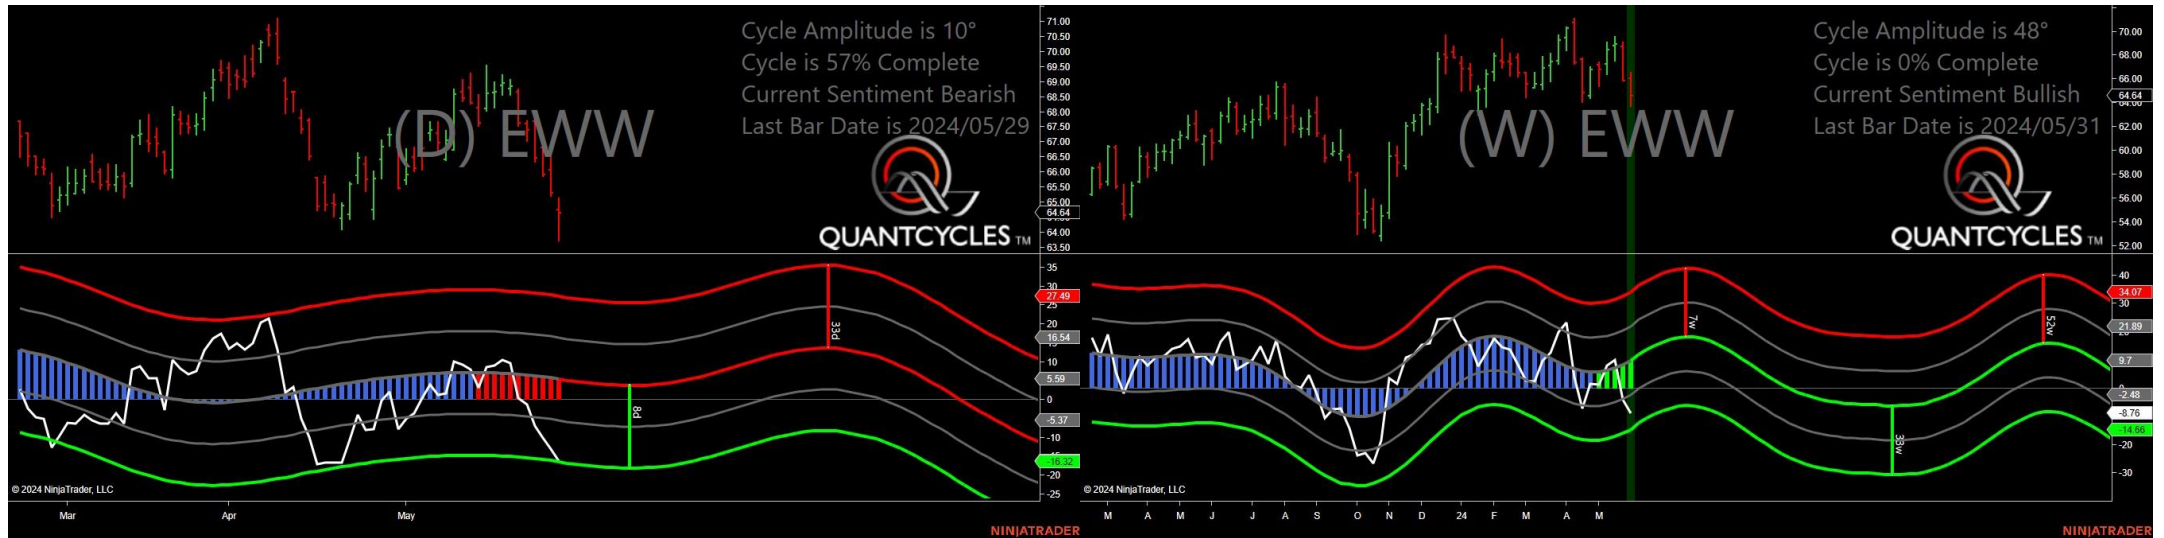 Cycle Amplitude is 10°
Cycle is 57% Complete
Current Sentiment Bearish
Last Bar Date is 2024/05/29
(D) EWW
QUANTCYCLES TM
71.00
70.50
70.00
69.50
69.00
68.50
68.00
67.50
67.00
66.50
66.00
65.50
65.00
64.64
64.00
63.50
35
30
27.49
25
20
16.54
15
10
5.59
0
-5.37
-10
-16.32
-20
-25
33d
8d
© 2024 NinjaTrader, LLC
Mar Apr May
NINJATRADER
Cycle Amplitude is 48°
Cycle is 0% Complete
Current Sentiment Bullish
Last Bar Date is 2024/05/31
(W) EWW
QUANTCYCLES TM
70.00
68.00
66.00
64.64
64.00
62.00
60.00
58.00
56.00
54.00
52.00
40
34.07
30
21.89
9.7
0
-2.48
-8.76
-14.66
-20
-30
7w
52w
33w
© 2024 NinjaTrader, LLC
M A M J J A S O N D 24 F M A M
NINJATRADER